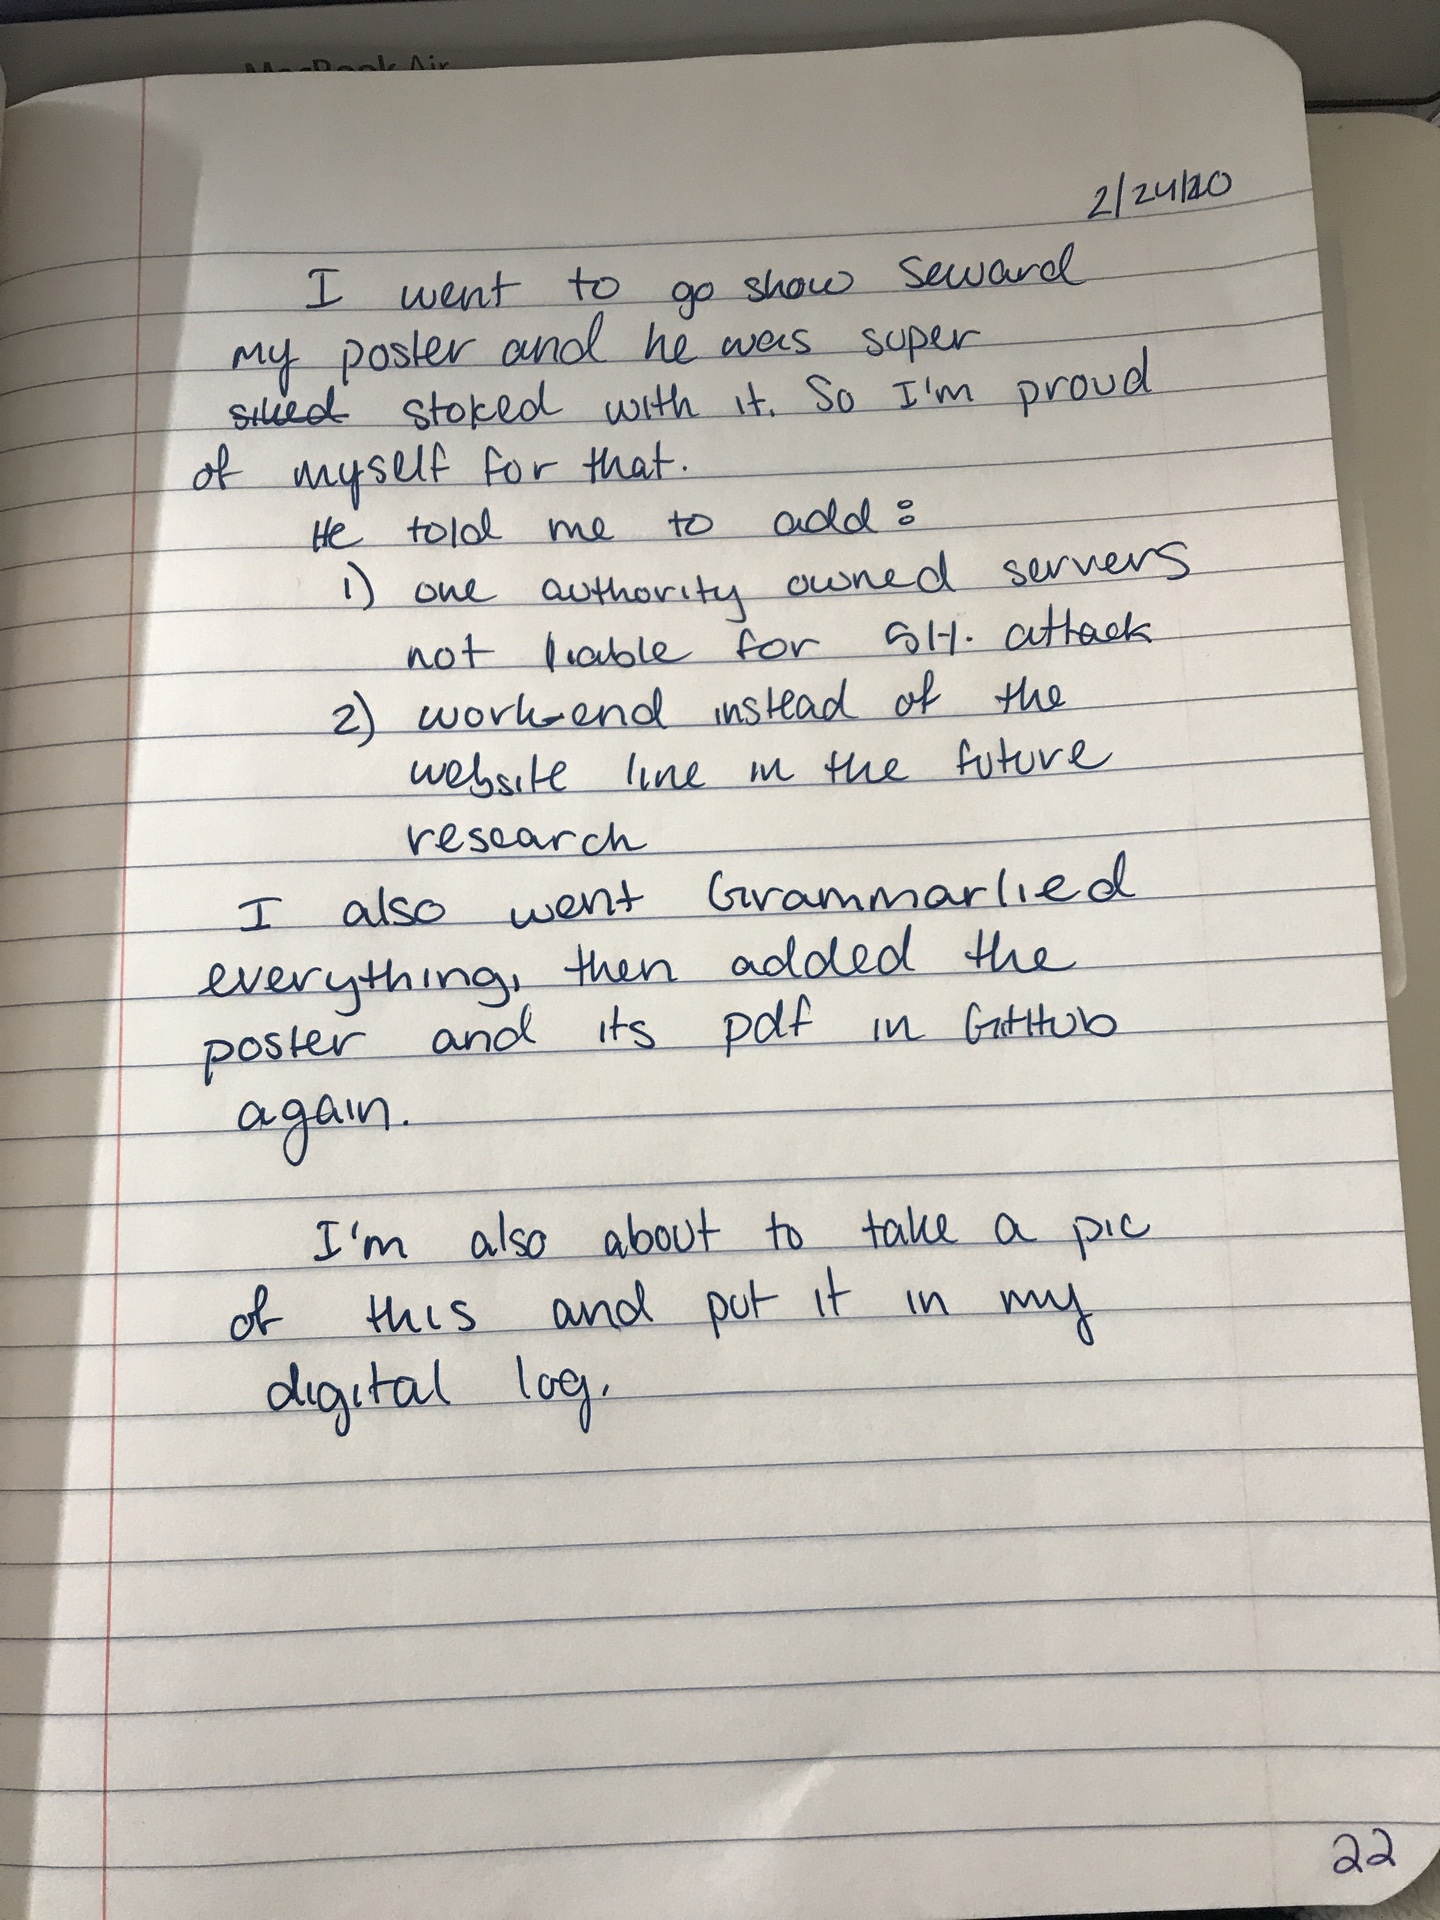 MacBook Air
2/24/20
I went to go show Seward
my poster and he was super
stoked with it. So I'm proud
of myself for that.
He told me to add:
1) one authority owned servers
not liable for 51%. attack
2) work-end instead of the
website line in the future
research
I also went Grammarlied
everything, then added the
poster and its pdf in GitHub
again.
I'm also about to take a pic
of this and put it in my
digital log.
22